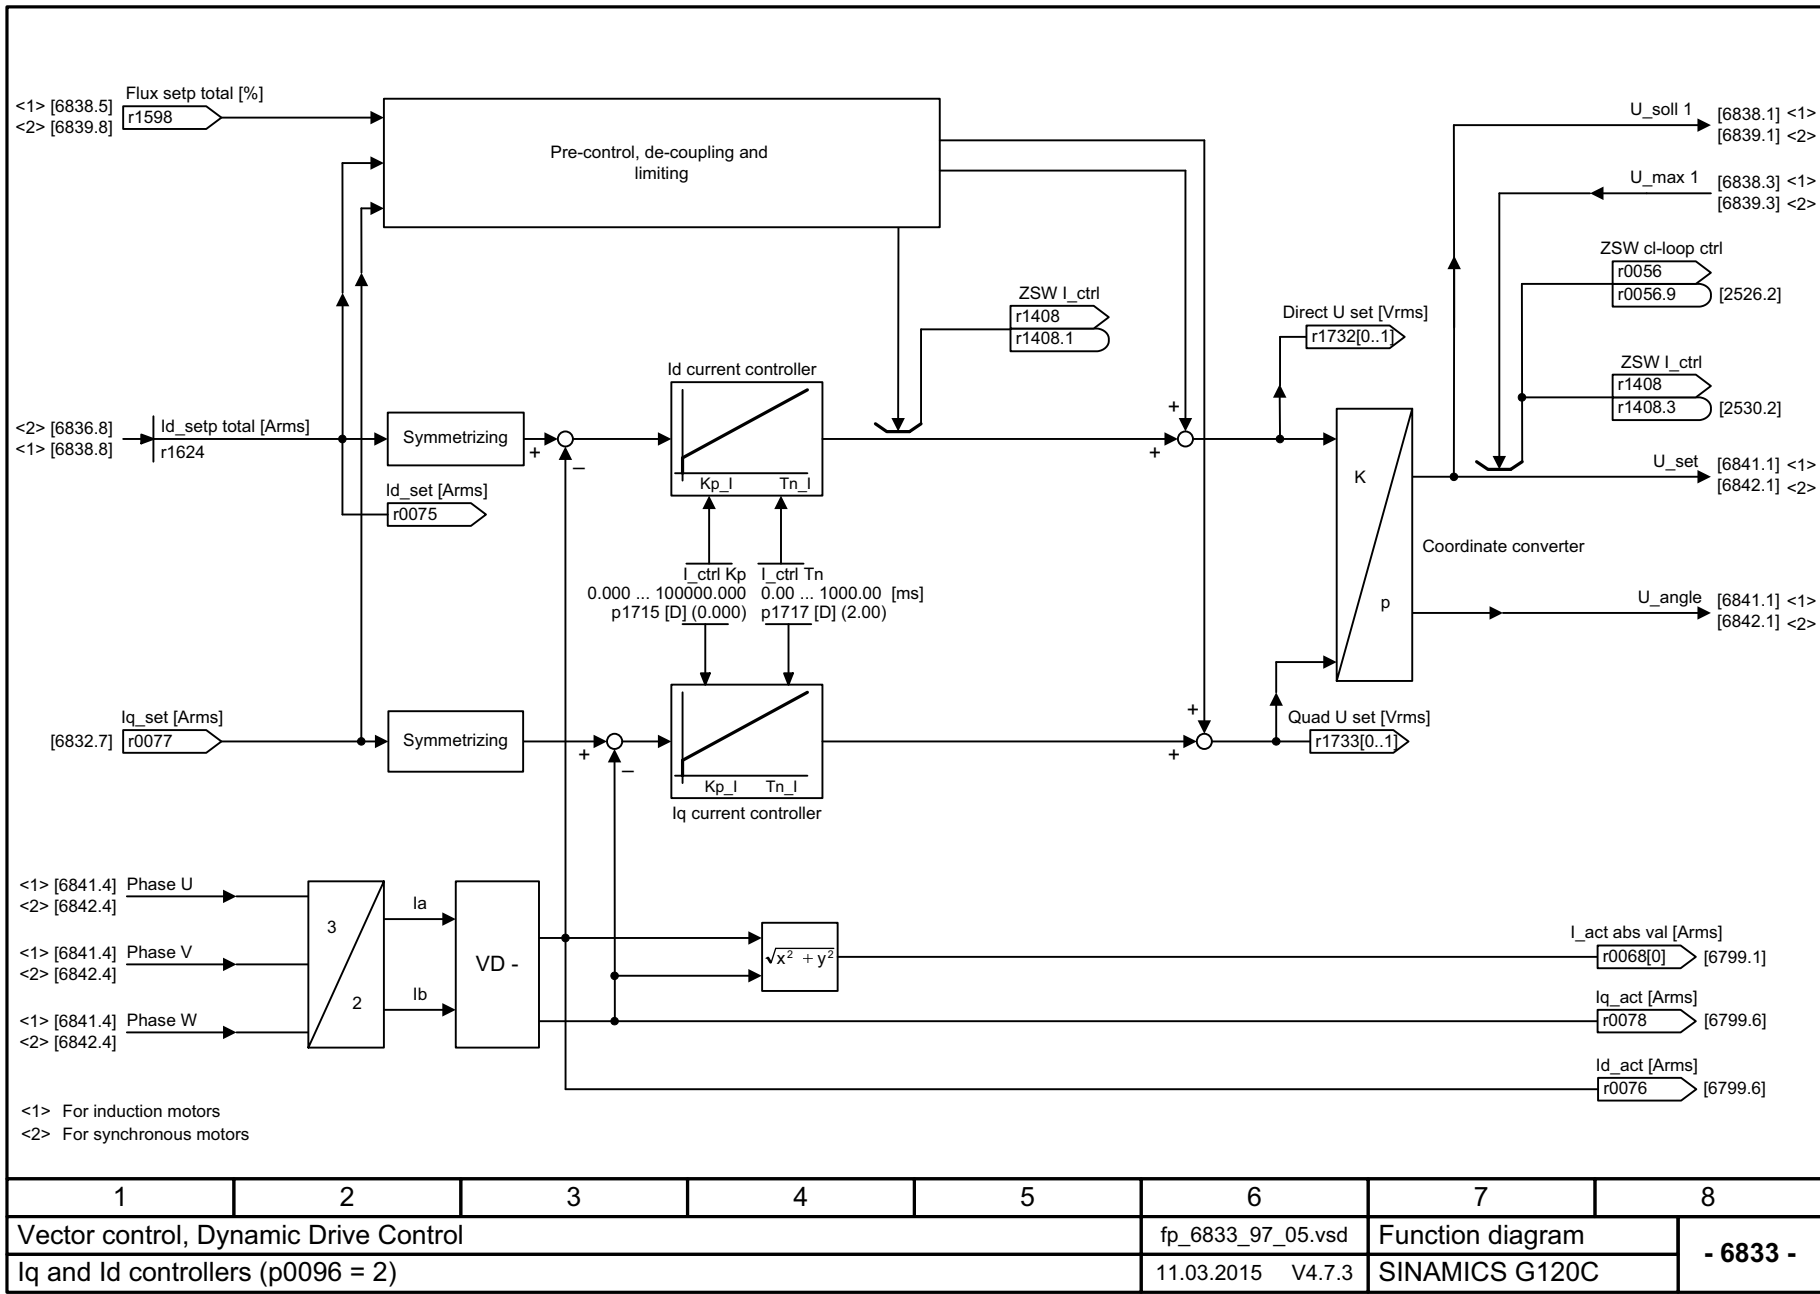 Flux setp total [%]
<1> [6838.5]
<2> [6839.8]
r1598
Pre-control, de-coupling and
limiting
U_soll 1
[6838.1] <1>
[6839.1] <2>
U_max 1
[6838.3] <1>
[6839.3] <2>
ZSW cl-loop ctrl
r0056
r0056.9 [2526.2]
ZSW I_ctrl
r1408
r1408.1
Direct U set [Vrms]
r1732[0..1]
ZSW I_ctrl
r1408
r1408.3 [2530.2]
Id current controller
+
<2> [6836.8]
<1> [6838.8]
Id_setp total [Arms]
r1624
Symmetrizing
+
–
Kp_I Tn_I
+
K
U_set
[6841.1] <1>
[6842.1] <2>
Id_set [Arms]
r0075
Coordinate converter
I_ctrl Kp
0.000 ... 100000.000
p1715 [D] (0.000)
I_ctrl Tn
0.00 ... 1000.00 [ms]
p1717 [D] (2.00)
p
U_angle
[6841.1] <1>
[6842.1] <2>
Iq_set [Arms]
[6832.7] r0077
Symmetrizing
+
–
Kp_I Tn_I
Iq current controller
+
+
Quad U set [Vrms]
r1733[0..1]
<1> [6841.4] Phase U
<2> [6842.4]
<1> [6841.4] Phase V
<2> [6842.4]
<1> [6841.4] Phase W
<2> [6842.4]
3
2
Ia
Ib
VD -
√x² + y²
I_act abs val [Arms]
r0068[0] [6799.1]
Iq_act [Arms]
r0078 [6799.6]
Id_act [Arms]
r0076 [6799.6]
<1> For induction motors
<2> For synchronous motors
1 2 3 4 5 6 7 8
Vector control, Dynamic Drive Control
fp_6833_97_05.vsd
Function diagram
- 6833 -
Iq and Id controllers (p0096 = 2)
11.03.2015 V4.7.3
SINAMICS G120C